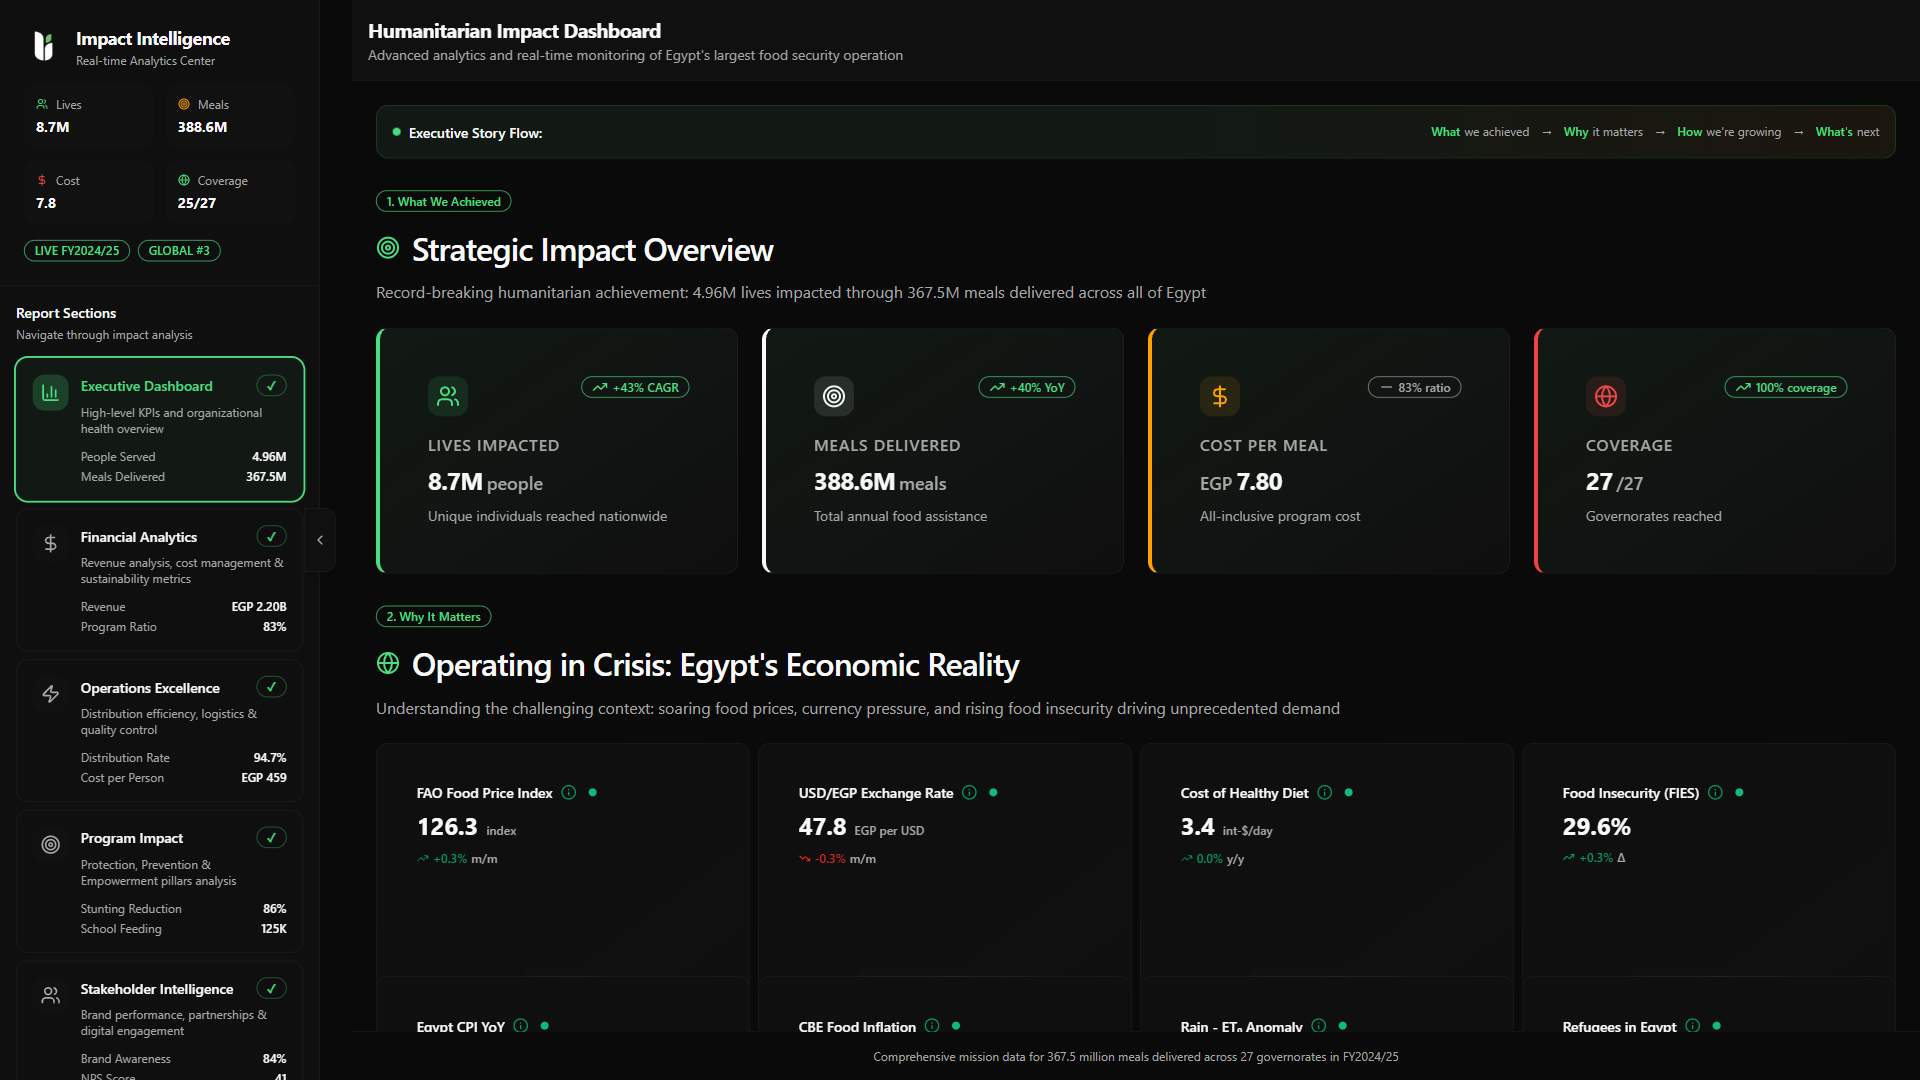 Impact Intelligence
Real-time Analytics Center
Lives
8.7M
Meals
388.6M
Cost
7.8
Coverage
25/27
LIVE FY2024/25
GLOBAL #3
Report Sections
Navigate through impact analysis
Executive Dashboard ✓
High-level KPIs and organizational
health overview
People Served 4.96M
Meals Delivered 367.5M
Financial Analytics ✓
Revenue analysis, cost management &
sustainability metrics
Revenue EGP 2.20B
Program Ratio 83%
Operations Excellence ✓
Distribution efficiency, logistics &
quality control
Distribution Rate 94.7%
Cost per Person EGP 459
Program Impact ✓
Protection, Prevention &
Empowerment pillars analysis
Stunting Reduction 86%
School Feeding 125K
Stakeholder Intelligence ✓
Brand performance, partnerships &
digital engagement
Brand Awareness 84%
NPS Score 41
Humanitarian Impact Dashboard
Advanced analytics and real-time monitoring of Egypt's largest food security operation
Executive Story Flow:
What we achieved → Why it matters → How we're growing → What's next
1. What We Achieved
Strategic Impact Overview
Record-breaking humanitarian achievement: 4.96M lives impacted through 367.5M meals delivered across all of Egypt
+43% CAGR
LIVES IMPACTED
8.7M people
Unique individuals reached nationwide
+40% YoY
MEALS DELIVERED
388.6M meals
Total annual food assistance
83% ratio
COST PER MEAL
EGP 7.80
All-inclusive program cost
100% coverage
COVERAGE
27 /27
Governorates reached
2. Why It Matters
Operating in Crisis: Egypt's Economic Reality
Understanding the challenging context: soaring food prices, currency pressure, and rising food insecurity driving unprecedented demand
FAO Food Price Index
126.3 index
+0.3% m/m
USD/EGP Exchange Rate
47.8 EGP per USD
-0.3% m/m
Cost of Healthy Diet
3.4 int-$/day
0.0% y/y
Food Insecurity (FIES)
29.6%
+0.3% Δ
Egypt CPI YoY
CBE Food Inflation
Rain - ET₀ Anomaly
Refugees in Egypt
Comprehensive mission data for 367.5 million meals delivered across 27 governorates in FY2024/25